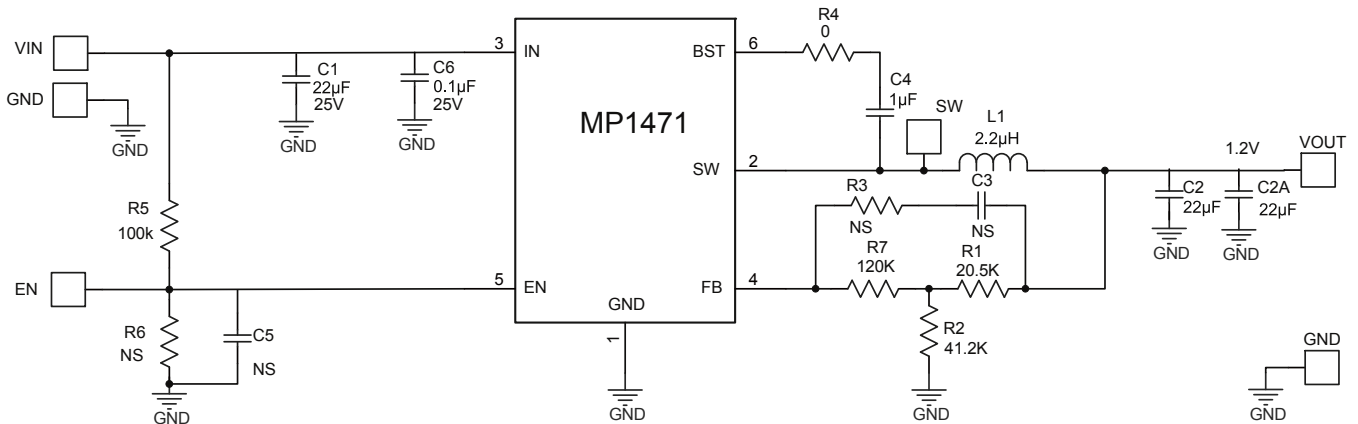 VIN
GND
GND
C1
22µF
25V
GND
C6
0.1µF
25V
GND
3
IN
MP1471
BST
6
R4
0
C4
1µF
SW
SW
2
L1
2.2µH
1.2V
VOUT
C2
22µF
GND
C2A
22µF
GND
R3
NS
C3
NS
R7
120K
R1
20.5K
R5
100k
EN
5
EN
GND
1
GND
FB
4
R2
41.2K
GND
R6
NS
C5
NS
GND
GND
GND